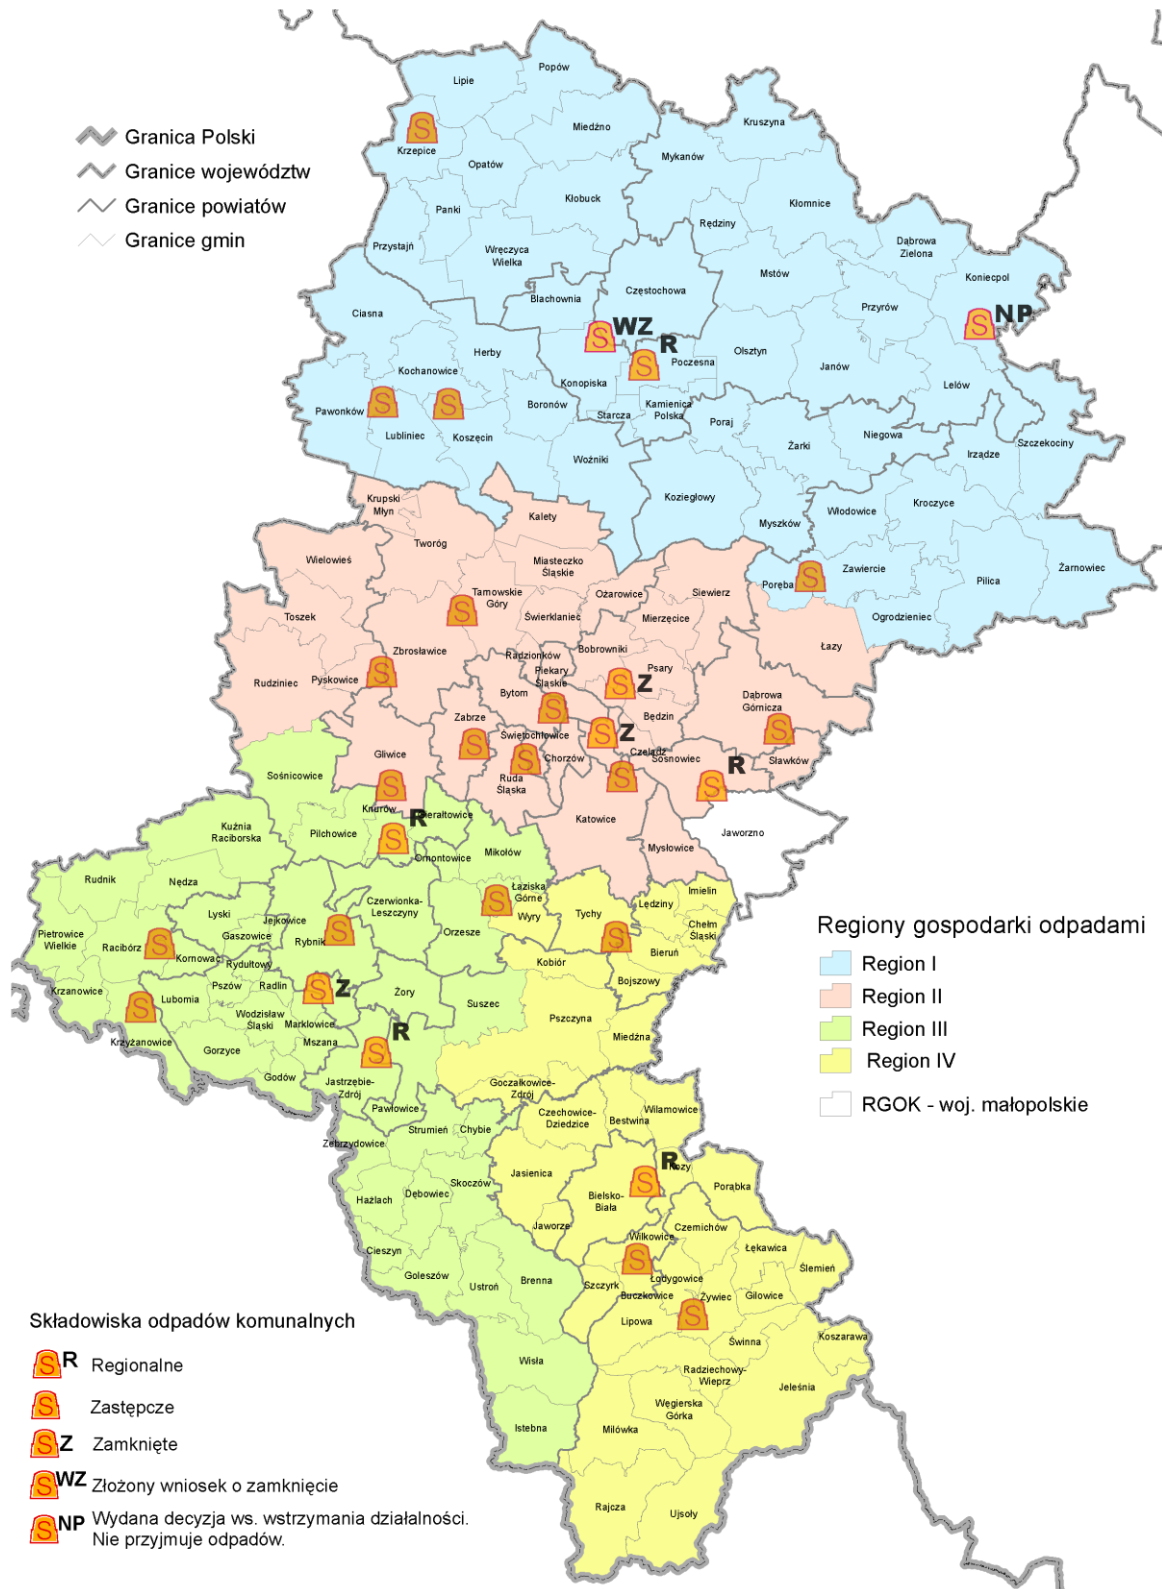 Granica Polski
Granice województw
Granice powiatów
Granice gmin
Popów
Lipie
Miedźno
Kruszyna
Krzepice
Mykanów
Opatów
Kłobuck
Kłomnice
Panki
Rędziny
Przystajń
Wręczyca
Wielka
Dąbrowa
Zielona
Mstów
Koniecpol
Częstochowa
Blachownia
Przyrów
Ciasna
WZ
NP
R
Herby
Olsztyn
Poczesna
Kochanowice
Janów
Konopiska
Lelów
Pawonków
Boronów
Kamienica
Polska
Starcza
Poraj
Lubliniec
Koszęcin
Żarki
Niegowa
Szczekociny
Irządze
Woźniki
Koziegłowy
Kroczyce
Włodowice
Myszków
Krupski
Młyn
Kalety
Tworóg
Wielowieś
Miasteczko
Śląskie
Zawiercie
Żarnowiec
Pilica
Poręba
Tarnowskie
Góry
Ożarowice
Siewierz
Toszek
Świerklaniec
Mierzęcice
Ogrodzieniec
Łazy
Zbrosławice
Radzionków
Bobrowniki
Piekary
Śląskie
Psary
Rudziniec
Pyskowice
Z
Bytom
Dąbrowa
Górnicza
Zabrze
Będzin
Świętochłowice
Z
Gliwice
Chorzów
Czeladź
Sosnowiec
R
Sławków
Sośnicowice
Ruda
Śląska
Knurów
R
Gierałtowice
Katowice
Kuźnia
Raciborska
Pilchowice
Jaworzno
Ornontowice
Mikołów
Mysłowice
Rudnik
Nędza
Łaziska
Górne
Imielin
Czerwionka-
Leszczyny
Lędziny
Lyski
Jejkowice
Wyry
Tychy
Chełm
Śląski
Pietrowice
Wielkie
Gaszowice
Rybnik
Orzesze
Racibórz
Kornowac
Bieruń
Rydułtowy
Kobiór
Krzanowice
Pszów
Radlin
Z
Żory
Bojszowy
Lubomia
Suszec
Wodzisław
Śląski
Marklowice
Pszczyna
R
Krzyżanowice
Mszana
Miedźna
Gorzyce
Godów
Jastrzębie-
Zdrój
Goczałkowice-
Zdrój
Pawłowice
Czechowice-
Dziedzice
Wilamowice
Bestwina
Strumień
Chybie
Zebrzydowice
R
Kozy
Jasienica
Skoczów
Porąbka
Dębowiec
Hażlach
Bielsko-
Biała
Jaworze
Czernichów
Cieszyn
Wilkowice
Łękawica
Goleszów
Brenna
Ślemień
Ustroń
Szczyrk
Łodygowice
Buczkowice
Żywiec
Gilowice
Lipowa
Koszarawa
Świnna
Wisła
Radziechowy-
Wieprz
Jeleśnia
Węgierska
Górka
Istebna
Milówka
Rajcza
Ujsoły
Regiony gospodarki odpadami
Region I
Region II
Region III
Region IV
RGOK - woj. małopolskie
Składowiska odpadów komunalnych
S R Regionalne
S Zastępcze
S Z Zamknięte
S WZ Złożony wniosek o zamknięcie
S NP Wydana decyzja ws. wstrzymania działalności.
Nie przyjmuje odpadów.